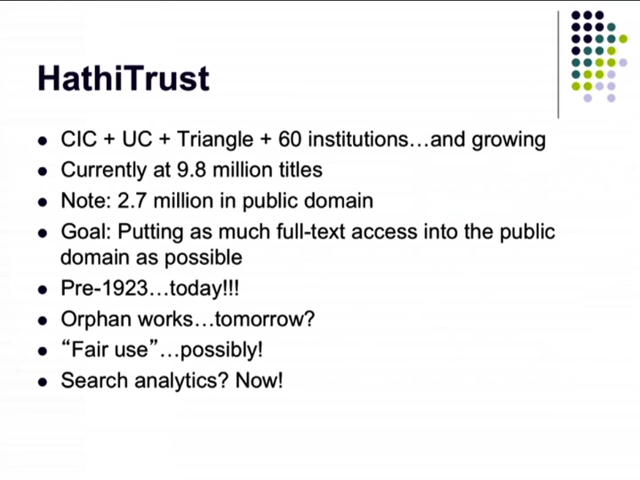 HathiTrust
● CIC + UC + Triangle + 60 institutions…and growing
● Currently at 9.8 million titles
● Note: 2.7 million in public domain
● Goal: Putting as much full-text access into the public
domain as possible
● Pre-1923…today!!!
● Orphan works…tomorrow?
● “Fair use”…possibly!
● Search analytics? Now!